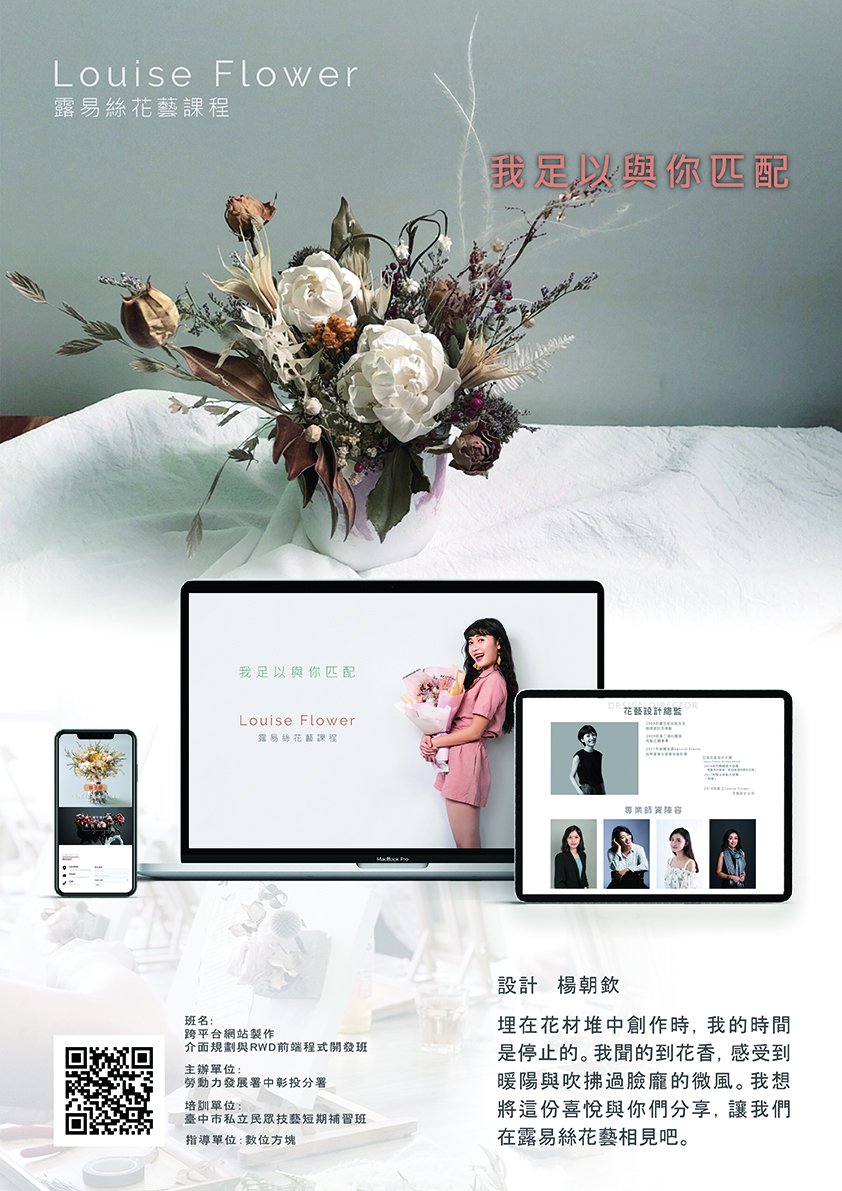 Louise Flower
露易絲花藝課程
我足以與你匹配
我足以與你匹配
Louise Flower
露易絲花藝課程
MacBook Pro
DRSIGN DIRECTOR
花藝設計總監
專業師資陣容
設計 楊朝欽
埋在花材堆中創作時, 我的時間
是停止的。我聞的到花香, 感受到
暖陽與吹拂過臉龐的微風。我想
將這份喜悅與你們分享, 讓我們
在露易絲花藝相見吧。
班名:
跨平台網站製作
介面規劃與RWD前端程式開發班
主辦單位:
勞動力發展署中彰投分署
培訓單位:
臺中市私立民眾技藝短期補習班
指導單位:數位方塊